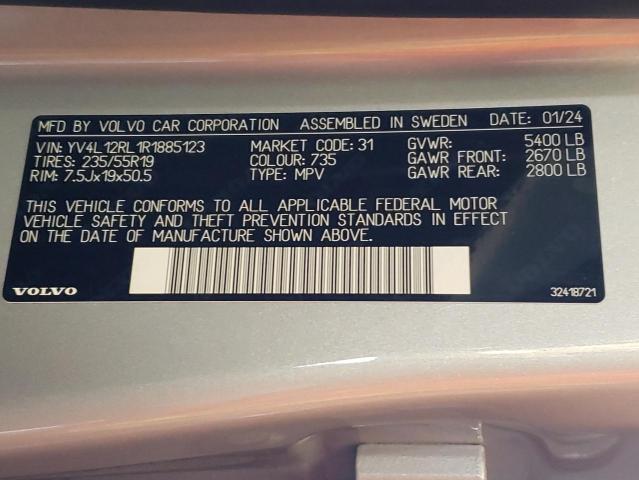 MFD BY VOLVO CAR CORPORATION ASSEMBLED IN SWEDEN DATE: 01/24
VIN: YV4L12RL1R1885123 MARKET CODE: 31 GVWR: 5400 LB
TIRES: 235/55R19 COLOUR: 735 GAWR FRONT: 2670 LB
RIM: 7.5Jx19x50.5 TYPE: MPV GAWR REAR: 2800 LB
THIS VEHICLE CONFORMS TO ALL APPLICABLE FEDERAL MOTOR
VEHICLE SAFETY AND THEFT PREVENTION STANDARDS IN EFFECT
ON THE DATE OF MANUFACTURE SHOWN ABOVE.
VOLVO 32418721